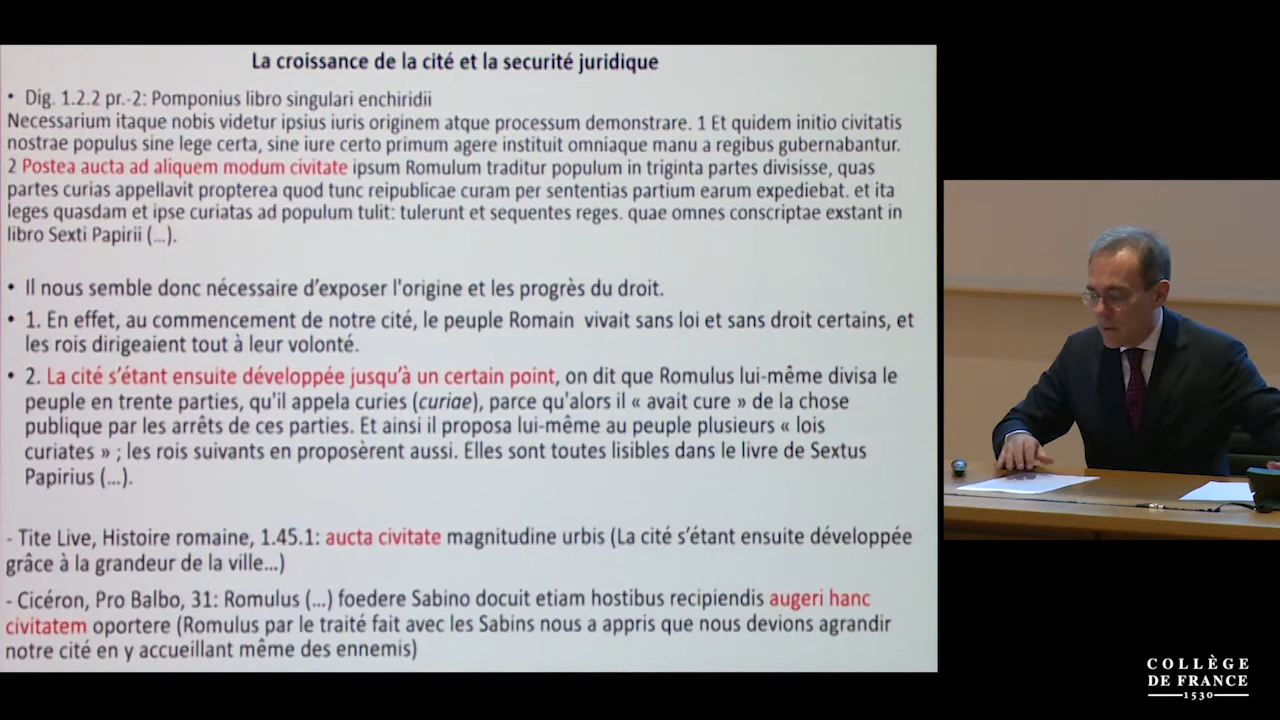 La croissance de la cité et la securité juridique
• Dig. 1.2.2 pr.-2: Pomponius libro singulari enchiridii
Necessarium itaque nobis videtur ipsius iuris originem atque processum demonstrare. 1 Et quidem initio civitatis
nostrae populus sine lege certa, sine iure certo primum agere instituit omniaque manu a regibus gubernabantur.
2 Postea aucta ad aliquem modum civitate ipsum Romulum traditur populum in triginta partes divisisse, quas
partes curias appellavit propterea quod tunc reipublicae curam per sententias partium earum expediebat. et ita
leges quasdam et ipse curiatas ad populum tulit: tulerunt et sequentes reges. quae omnes conscriptae exstant in
libro Sexti Papirii (...).
• Il nous semble donc nécessaire d’exposer l'origine et les progrès du droit.
• 1. En effet, au commencement de notre cité, le peuple Romain vivait sans loi et sans droit certains, et
les rois dirigeaient tout à leur volonté.
• 2. La cité s’étant ensuite développée jusqu’à un certain point, on dit que Romulus lui-même divisa le
peuple en trente parties, qu'il appela curies (curiae), parce qu'alors il « avait cure » de la chose
publique par les arrêts de ces parties. Et ainsi il proposa lui-même au peuple plusieurs « lois
curiates » ; les rois suivants en proposèrent aussi. Elles sont toutes lisibles dans le livre de Sextus
Papirius (...).
- Tite Live, Histoire romaine, 1.45.1: aucta civitate magnitudine urbis (La cité s’étant ensuite développée
grâce à la grandeur de la ville...)
- Cicéron, Pro Balbo, 31: Romulus (...) foedere Sabino docuit etiam hostibus recipiendis augeri hanc
civitatem oportere (Romulus par le traité fait avec les Sabins nous a appris que nous devions agrandir
notre cité en y accueillant même des ennemis)
COLLÈGE
DE FRANCE
1530